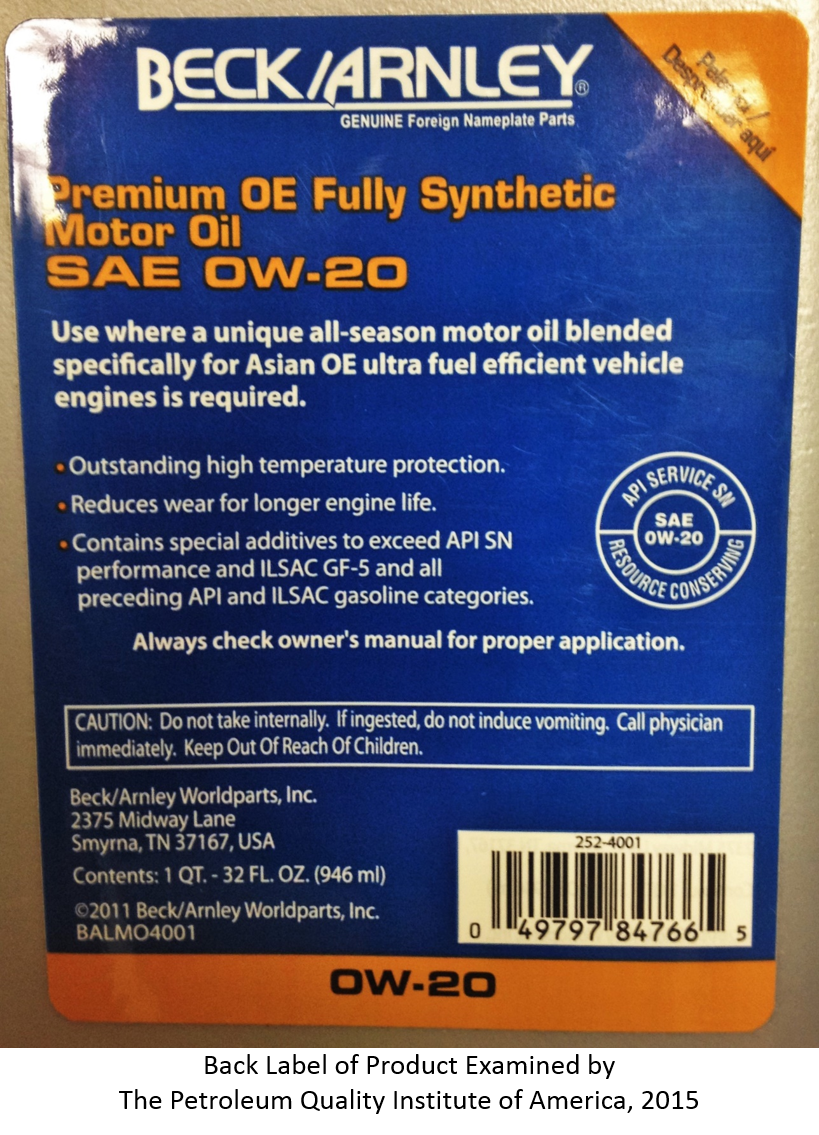 BECK/ARNLEY®
GENUINE Foreign Nameplate Parts
Peel /
Despre aquí
Premium OE Fully Synthetic
Motor Oil
SAE 0W-20
Use where a unique all-season motor oil blended
specifically for Asian OE ultra fuel efficient vehicle
engines is required.
• Outstanding high temperature protection.
• Reduces wear for longer engine life.
• Contains special additives to exceed API SN
performance and ILSAC GF-5 and all
preceding API and ILSAC gasoline categories.
API SERVICE SN
SAE
0W-20
RESOURCE CONSERVING
Always check owner's manual for proper application.
CAUTION: Do not take internally. If ingested, do not induce vomiting. Call physician
immediately. Keep Out Of Reach Of Children.
Beck/Arnley Worldparts, Inc.
2375 Midway Lane
Smyrna, TN 37167, USA
Contents: 1 QT. - 32 FL. OZ. (946 ml)
©2011 Beck/Arnley Worldparts, Inc.
BALMO4001
252-4001
0 49797 84766 5
0W-20
Back Label of Product Examined by
The Petroleum Quality Institute of America, 2015